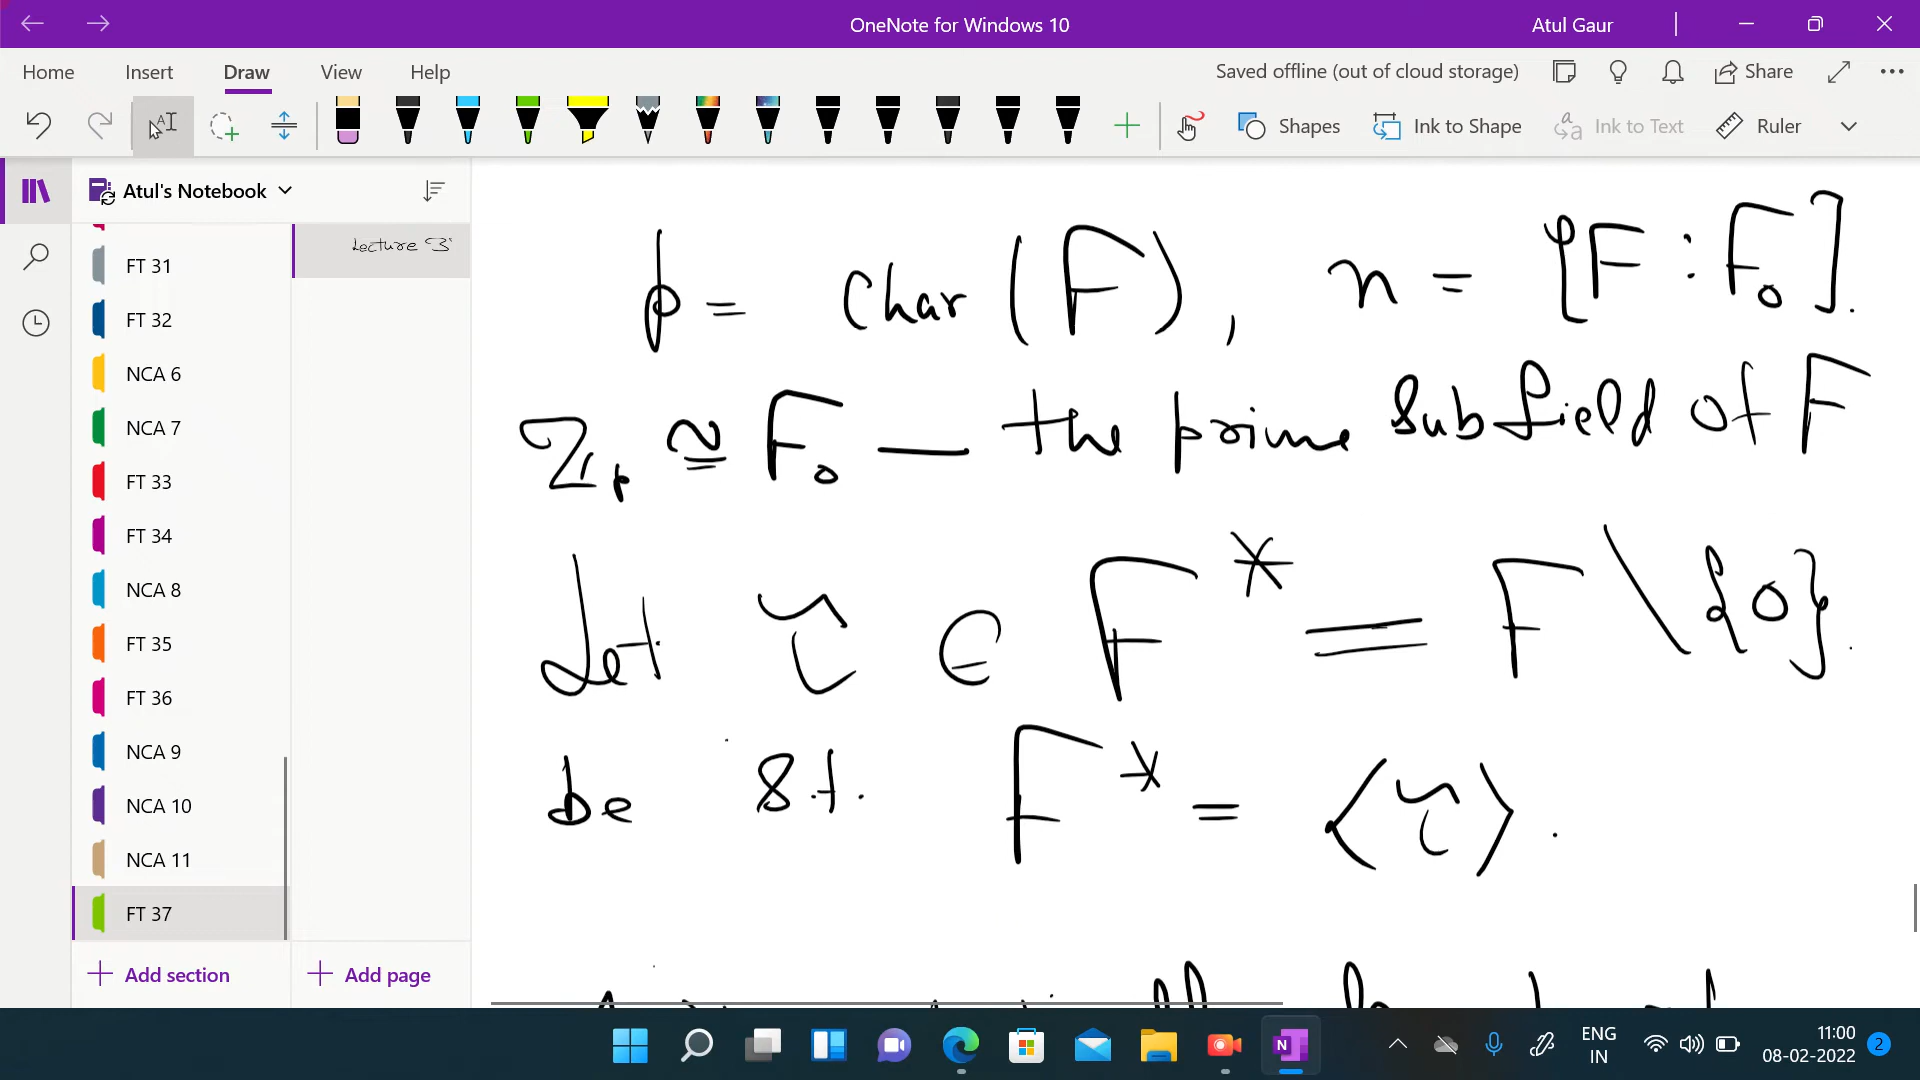 OneNote for Windows 10
Atul Gaur
Home Insert Draw View Help
Saved offline (out of cloud storage)
Share
Shapes
Ink to Shape
Ink to Text
Ruler
Atul's Notebook
Lecture 3
FT 31
FT 32
NCA 6
NCA 7
FT 33
FT 34
NCA 8
FT 35
FT 36
NCA 9
NCA 10
NCA 11
FT 37
+ Add section
+ Add page
p = Char (F), n = [F : F₀].
ℤₚ ≅ F₀ — the prime subfield of F
Let τ ∈ F* = F \ {0}.
be s.t. F* = ⟨τ⟩.
ENG
IN
11:00
08-02-2022
2